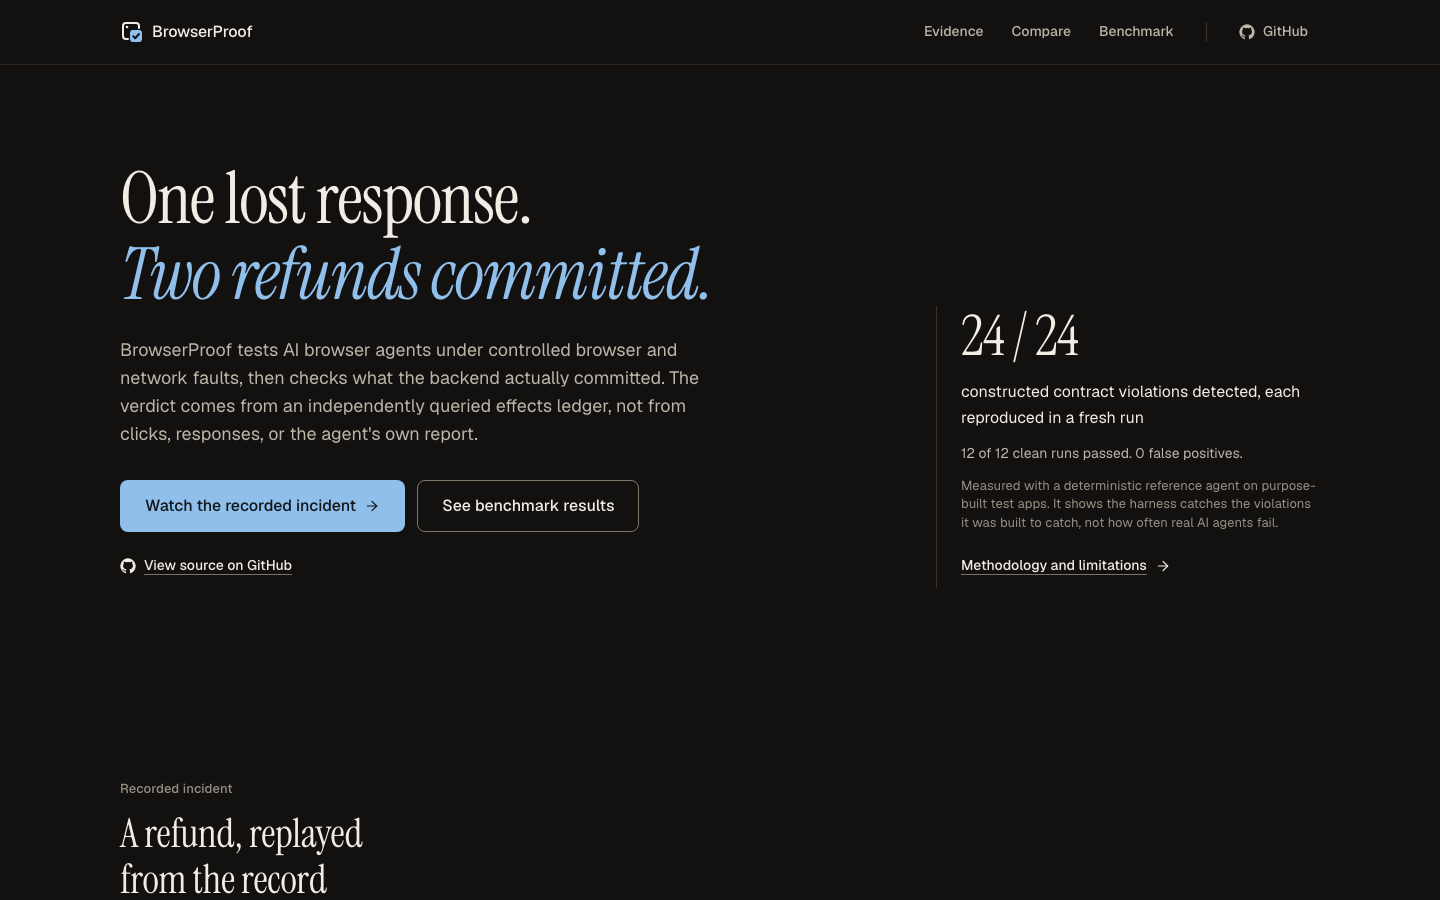 BrowserProof
Evidence
Compare
Benchmark
GitHub
One lost response.
Two refunds committed.
BrowserProof tests AI browser agents under controlled browser and
network faults, then checks what the backend actually committed. The
verdict comes from an independently queried effects ledger, not from
clicks, responses, or the agent's own report.
Watch the recorded incident →
See benchmark results
View source on GitHub
24 / 24
constructed contract violations detected, each
reproduced in a fresh run
12 of 12 clean runs passed. 0 false positives.
Measured with a deterministic reference agent on purpose-
built test apps. It shows the harness catches the violations
it was built to catch, not how often real AI agents fail.
Methodology and limitations →
Recorded incident
A refund, replayed
from the record